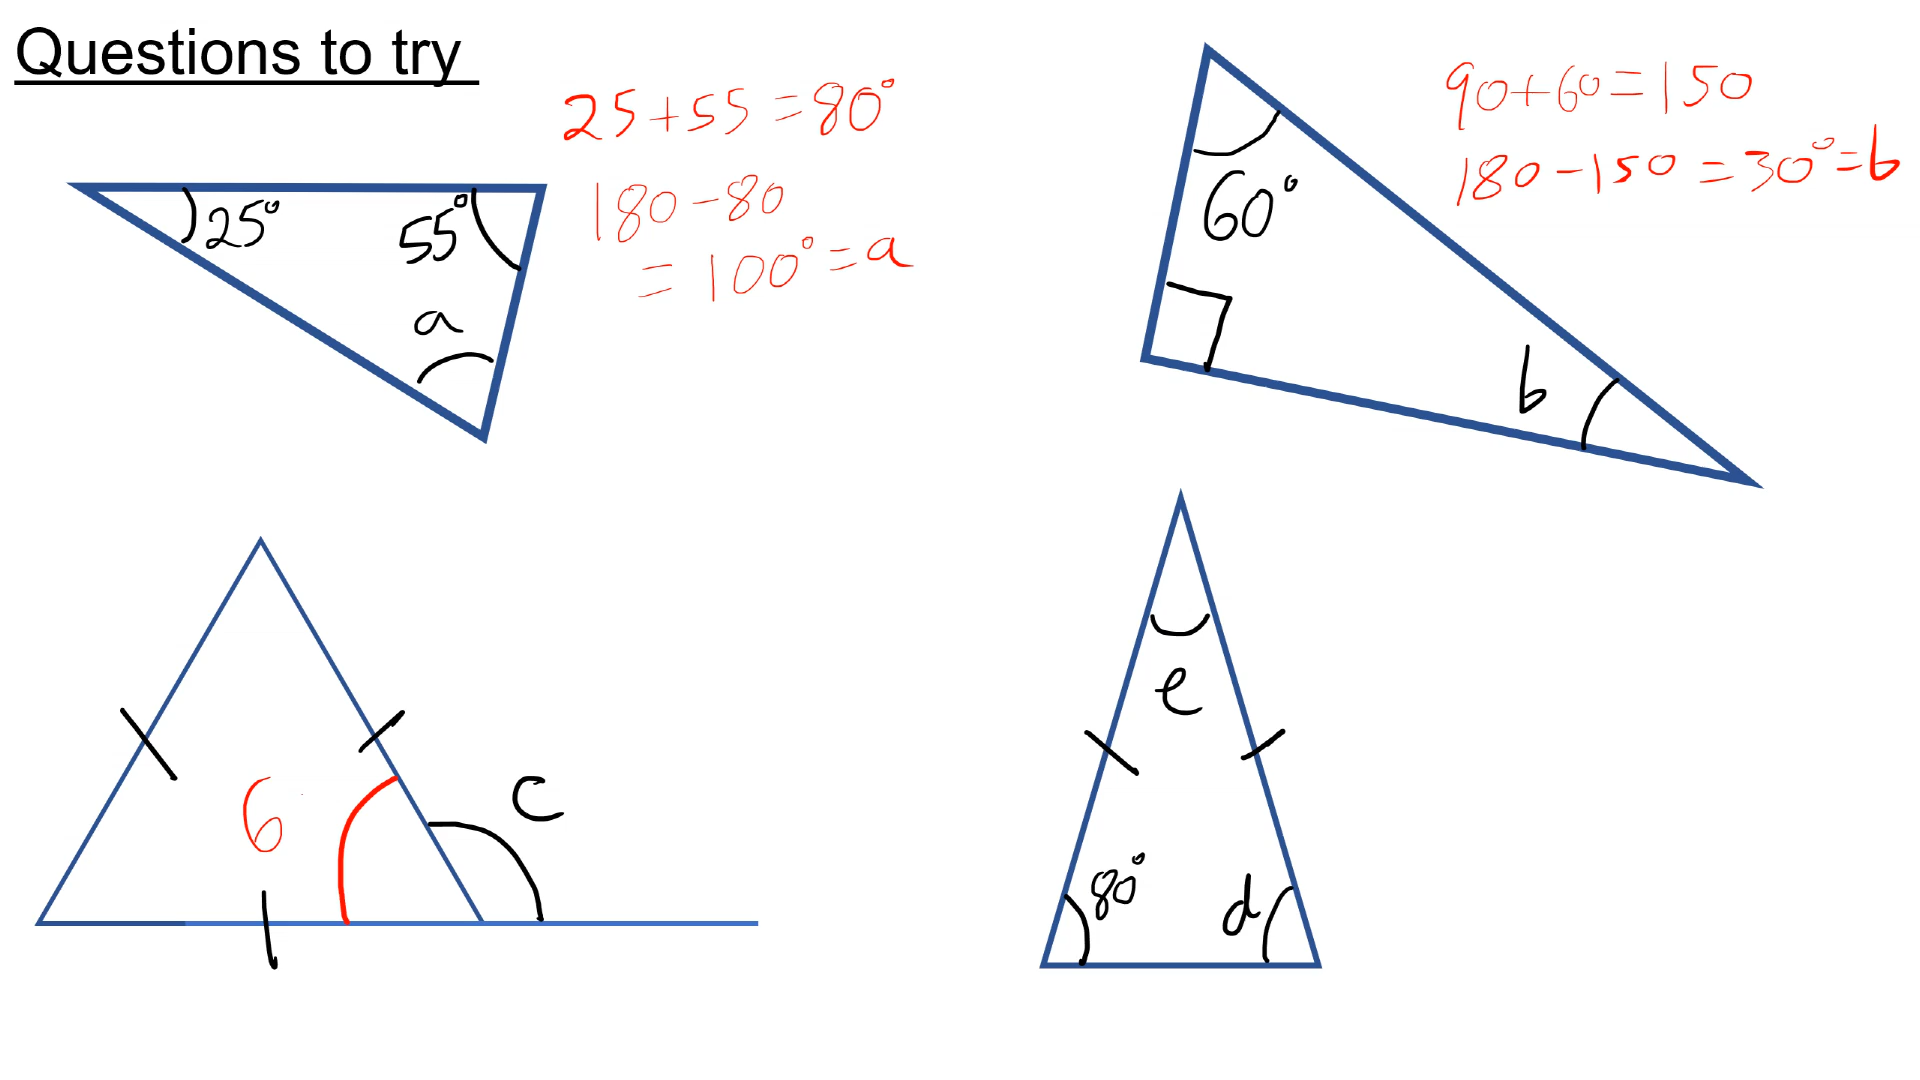 Questions to try
25+55=80°
180-80
=100°=a
25°
55°
a
90+60=150
180-150=30°=b
60°
b
6
c
e
80°
d